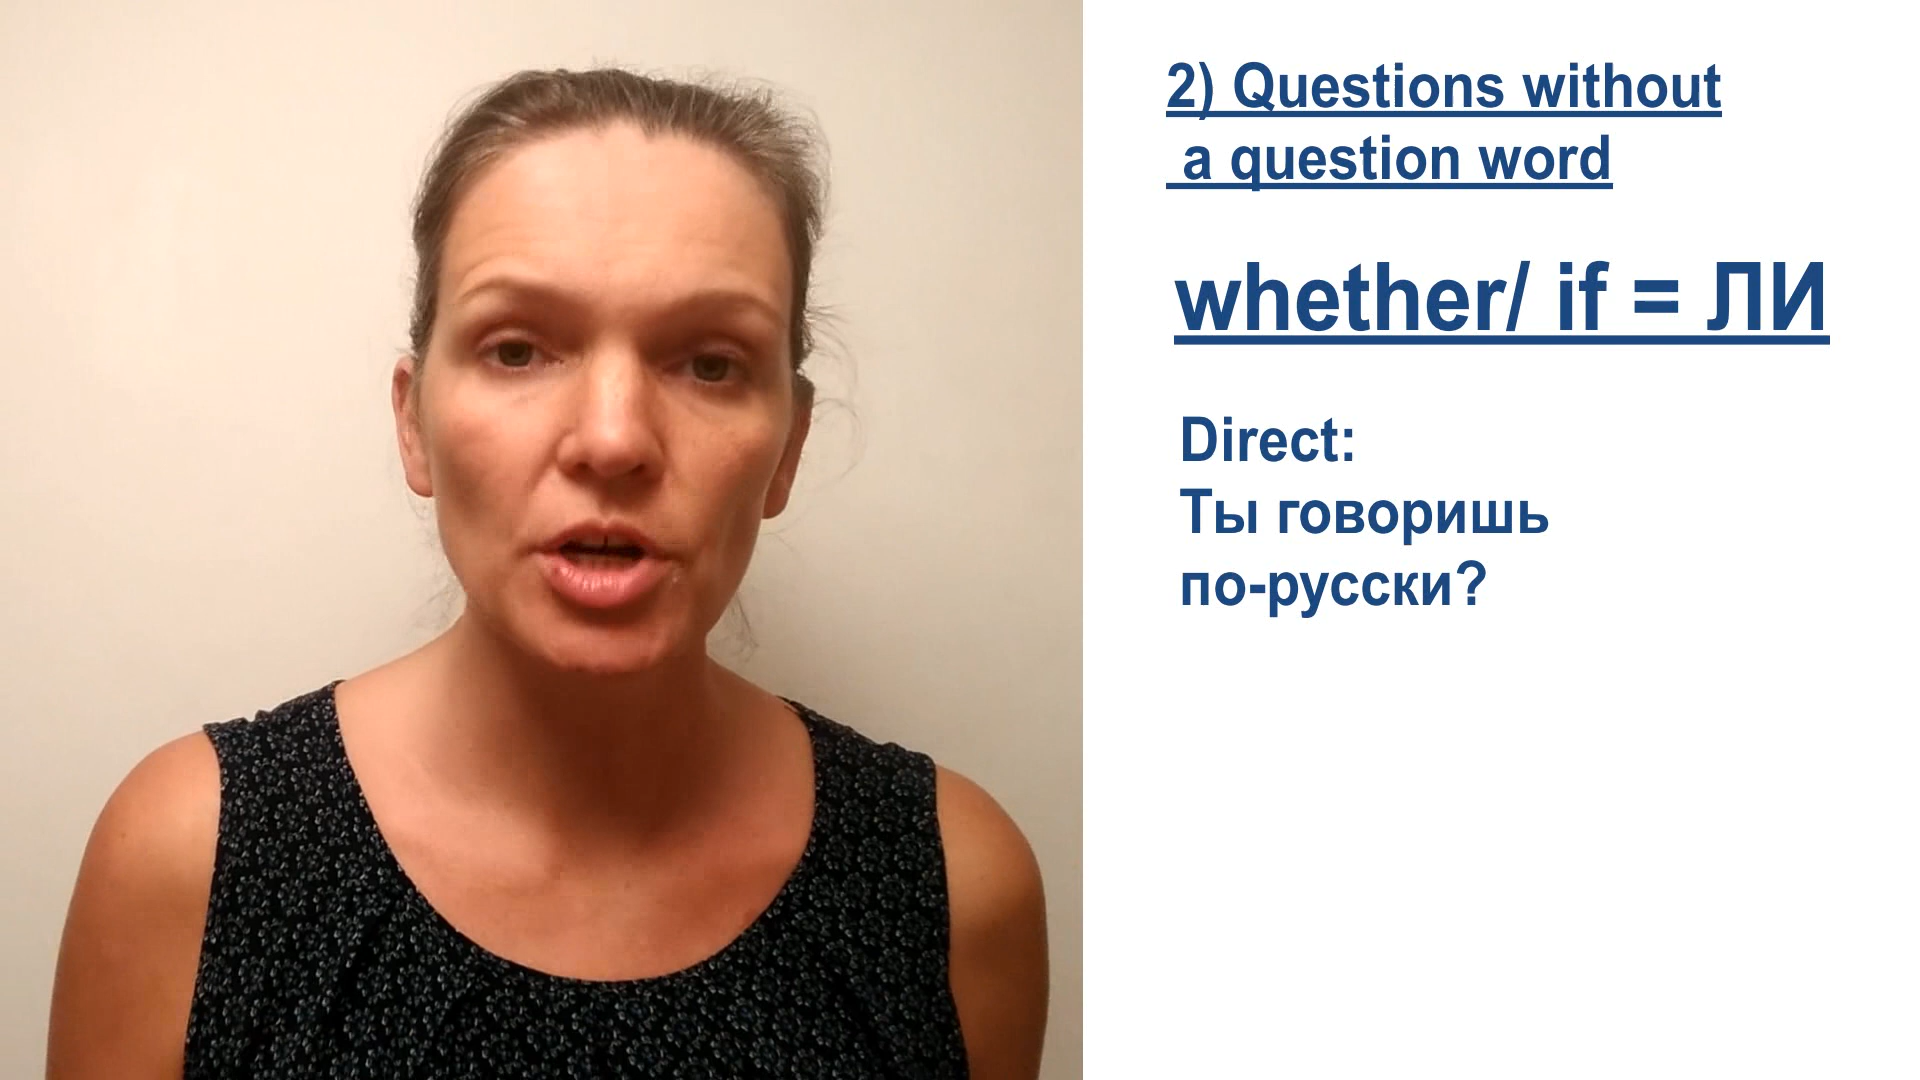 2) Questions without
a question word
whether/ if = ЛИ
Direct:
Ты говоришь
по-русски?